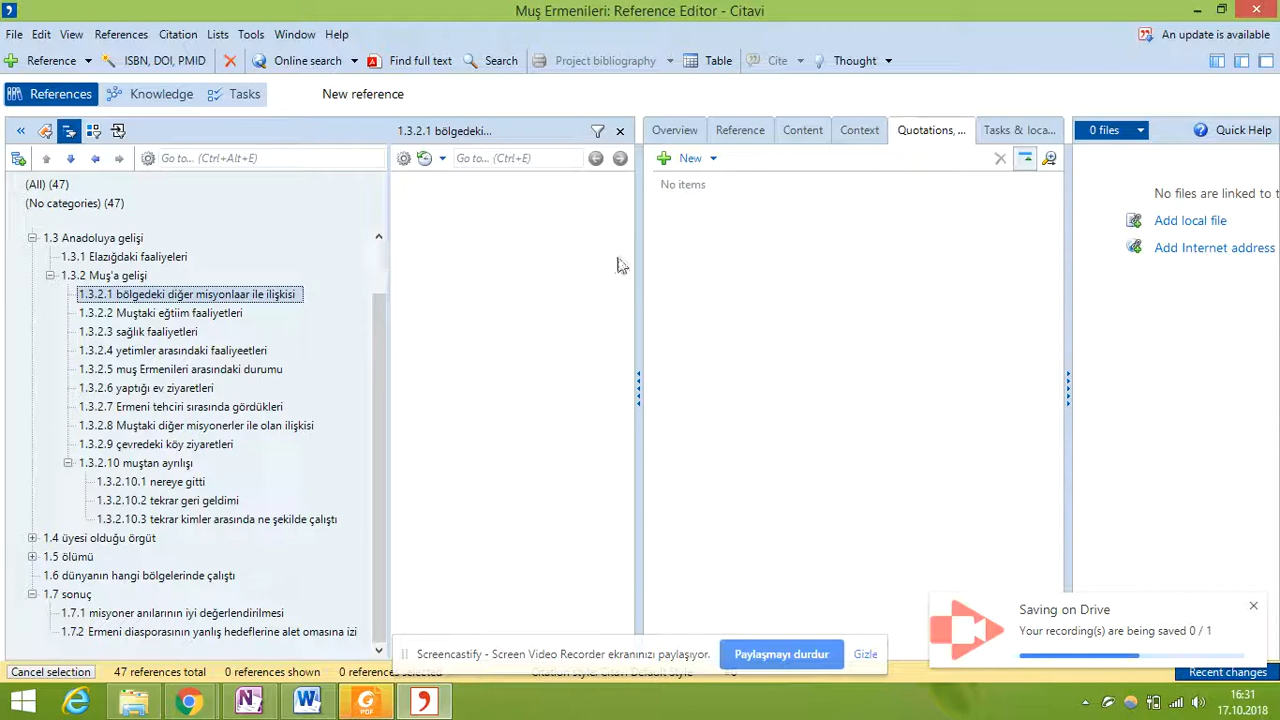 Muş Ermenileri: Reference Editor - Citavi
File Edit View References Citation Lists Tools Window Help
An update is available
Reference ISBN, DOI, PMID Online search Find full text Search Project bibliography Table Cite Thought
References Knowledge Tasks New reference
1.3.2.1 bölgedeki...
Overview Reference Content Context Quotations, ... Tasks & loca...
0 files Quick Help
Go to... (Ctrl+Alt+E)
Go to... (Ctrl+E)
New
(All) (47)
(No categories) (47)
1.3 Anadoluya gelişi
1.3.1 Elazığdaki faaliyeleri
1.3.2 Muş'a gelişi
1.3.2.1 bölgedeki diğer misyonlaar ile ilişkisi
1.3.2.2 Muştaki eğtiim faaliyetleri
1.3.2.3 sağlık faaliyetleri
1.3.2.4 yetimler arasındaki faaliyeetleri
1.3.2.5 muş Ermenileri arasındaki durumu
1.3.2.6 yaptığı ev ziyaretleri
1.3.2.7 Ermeni tehciri sırasında gördükleri
1.3.2.8 Muştaki diğer misyonerler ile olan ilişkisi
1.3.2.9 çevredeki köy ziyaretleri
1.3.2.10 muştan ayrılışı
1.3.2.10.1 nereye gitti
1.3.2.10.2 tekrar geri geldimi
1.3.2.10.3 tekrar kimler arasında ne şekilde çalıştı
1.4 üyesi olduğu örgüt
1.5 ölümü
1.6 dünyanın hangi bölgelerinde çalıştı
1.7 sonuç
1.7.1 misyoner anılarının iyi değerlendirilmesi
1.7.2 Ermeni diasporasının yanlış hedeflerine alet omasına izi
No items
No files are linked to t
Add local file
Add Internet address
Saving on Drive
Your recording(s) are being saved 0 / 1
Screencastify - Screen Video Recorder ekranınızı paylaşıyor. Paylaşmayı durdur Gizle
Cancel selection 47 references total 0 references shown 0 references selected Citation style: Citavi Default Style
Recent changes
PDF
16:31
17.10.2018